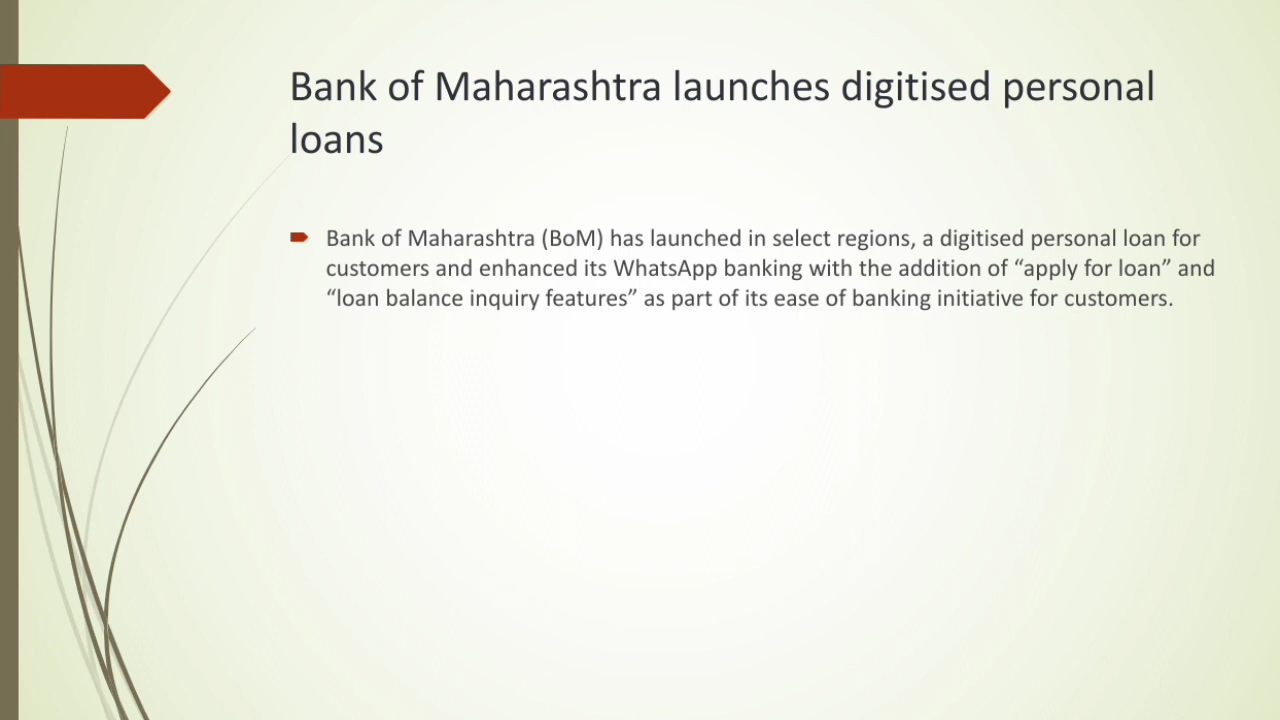 Bank of Maharashtra launches digitised personal
loans
Bank of Maharashtra (BoM) has launched in select regions, a digitised personal loan for
customers and enhanced its WhatsApp banking with the addition of “apply for loan” and
“loan balance inquiry features” as part of its ease of banking initiative for customers.